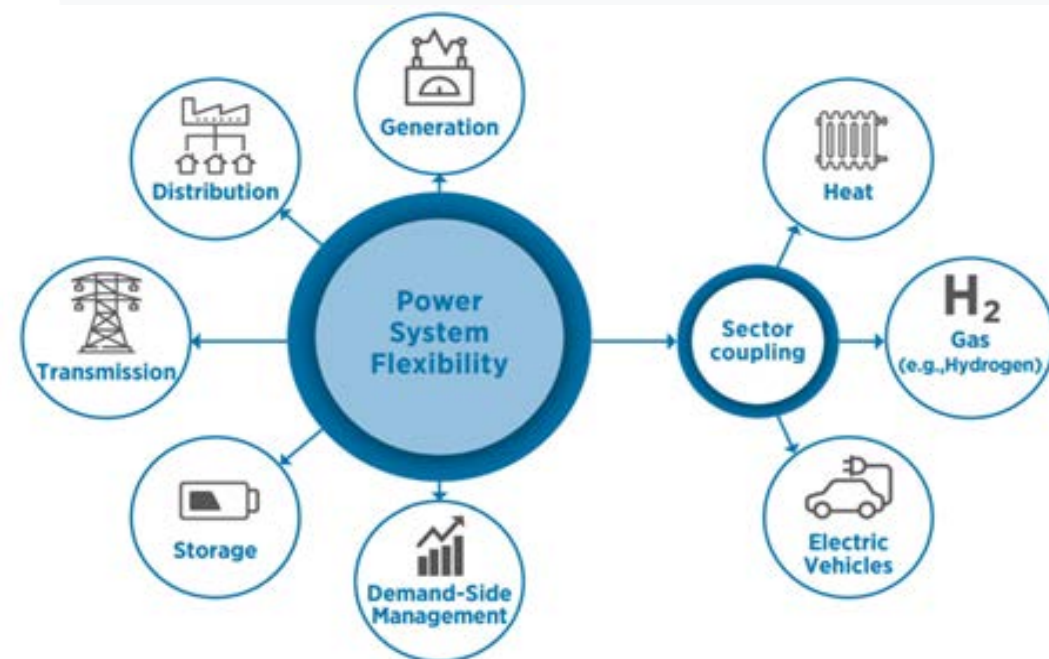 Generation
Distribution
Heat
Power
System
Flexibility
Sector
coupling
H₂
Gas
(e.g.,Hydrogen)
Transmission
Storage
Demand-Side
Management
Electric
Vehicles